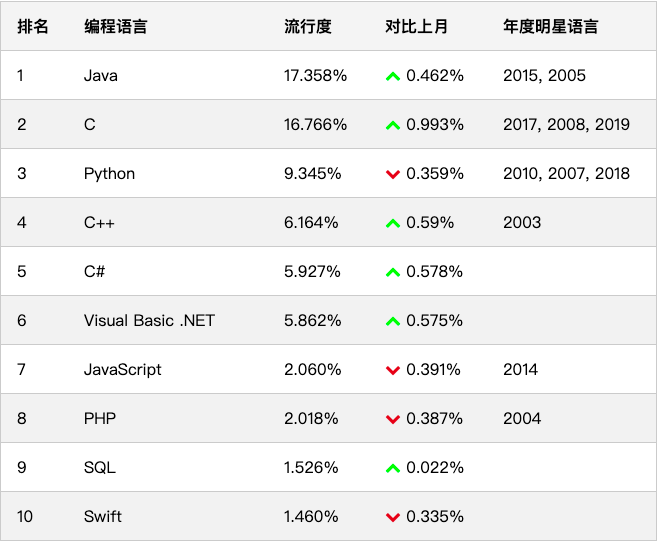 排名 编程语言 流行度 对比上月 年度明星语言
1 Java 17.358% 0.462% 2015, 2005
2 C 16.766% 0.993% 2017, 2008, 2019
3 Python 9.345% 0.359% 2010, 2007, 2018
4 C++ 6.164% 0.59% 2003
5 C# 5.927% 0.578%
6 Visual Basic .NET 5.862% 0.575%
7 JavaScript 2.060% 0.391% 2014
8 PHP 2.018% 0.387% 2004
9 SQL 1.526% 0.022%
10 Swift 1.460% 0.335%